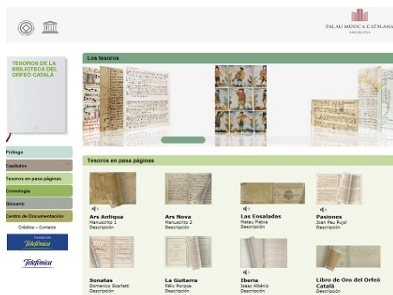 PALAU MÚSICA CATALANA
BARCELONA
TESOROS DE LA
BIBLIOTECA DEL
ORFEÓ CATALÀ
Los tesoros
Prólogo
Capítulos
Tesoros en pasa páginas
Cronología
Glosario
Centro de Documentación
Créditos - Contacto
Fundación
Telefónica
Telefónica
Tesoros en pasa páginas
Ars Antiqua
Manuscrito 1
Descripción
Ars Nova
Manuscrito 2
Descripción
Las Ensaladas
Mateu Fletxa
Descripción
Pasiones
Joan Pau Pujol
Descripción
Sonatas
Domenico Scarlatti
Descripción
La Guitarra
Descripción
Iberia
Isaac Albéniz
Descripción
Libro de Oro del Orfeó
Català
Descripción